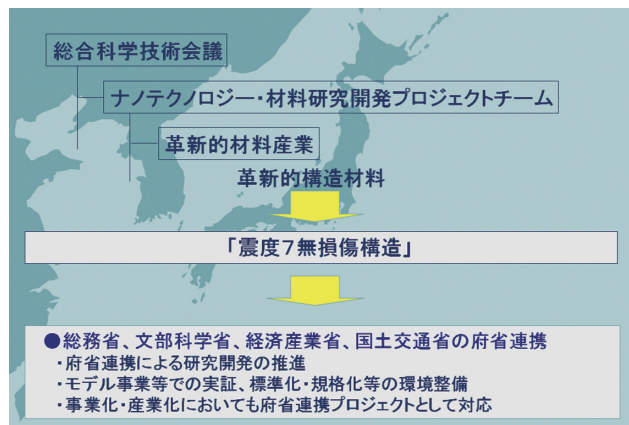 総合科学技術会議
ナノテクノロジー・材料研究開発プロジェクトチーム
革新的材料産業
革新的構造材料
「震度7無損傷構造」
●総務省、文部科学省、経済産業省、国土交通省の府省連携
・府省連携による研究開発の推進
・モデル事業等での実証、標準化・規格化等の環境整備
・事業化・産業化においても府省連携プロジェクトとして対応